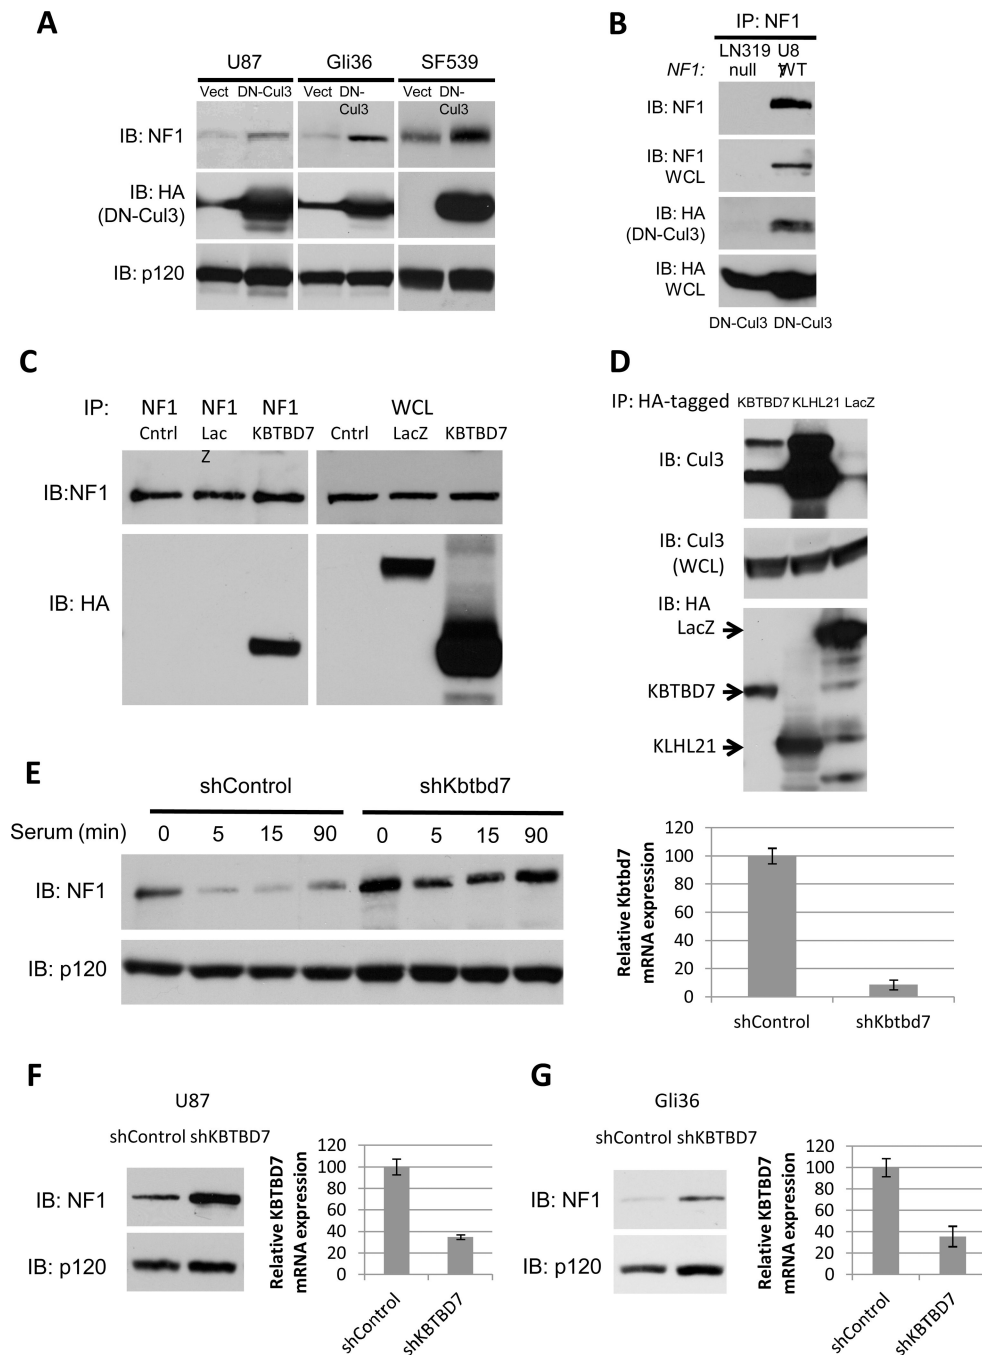 A
U87 Gli36 SF539
Vect DN-Cul3 Vect DN-Cul3 Vect DN-Cul3
IB: NF1
IB: HA
(DN-Cul3)
IB: p120
B
IP: NF1
LN319 U87
NF1: null WT
IB: NF1
IB: NF1
WCL
IB: HA
(DN-Cul3)
IB: HA
WCL
DN-Cul3 DN-Cul3
C
IP: NF1 NF1 NF1 WCL
Cntrl LacZ KBTBD7 Cntrl LacZ KBTBD7
IB:NF1
IB: HA
D
IP: HA-tagged KBTBD7 KLHL21 LacZ
IB: Cul3
IB: Cul3
(WCL)
IB: HA
LacZ
KBTBD7
KLHL21
E
shControl shKbtbd7
Serum (min) 0 5 15 90 0 5 15 90
IB: NF1
IB: p120
Relative Kbtbd7
mRNA expression
120
100
80
60
40
20
0
shControl shKbtbd7
F
U87
shControl shKBTBD7
IB: NF1
IB: p120
Relative KBTBD7
mRNA expression
120
100
80
60
40
20
0
shControl shKBTBD7
G
Gli36
shControl shKBTBD7
IB: NF1
IB: p120
Relative KBTBD7
mRNA expression
120
100
80
60
40
20
0
shControl shKBTBD7